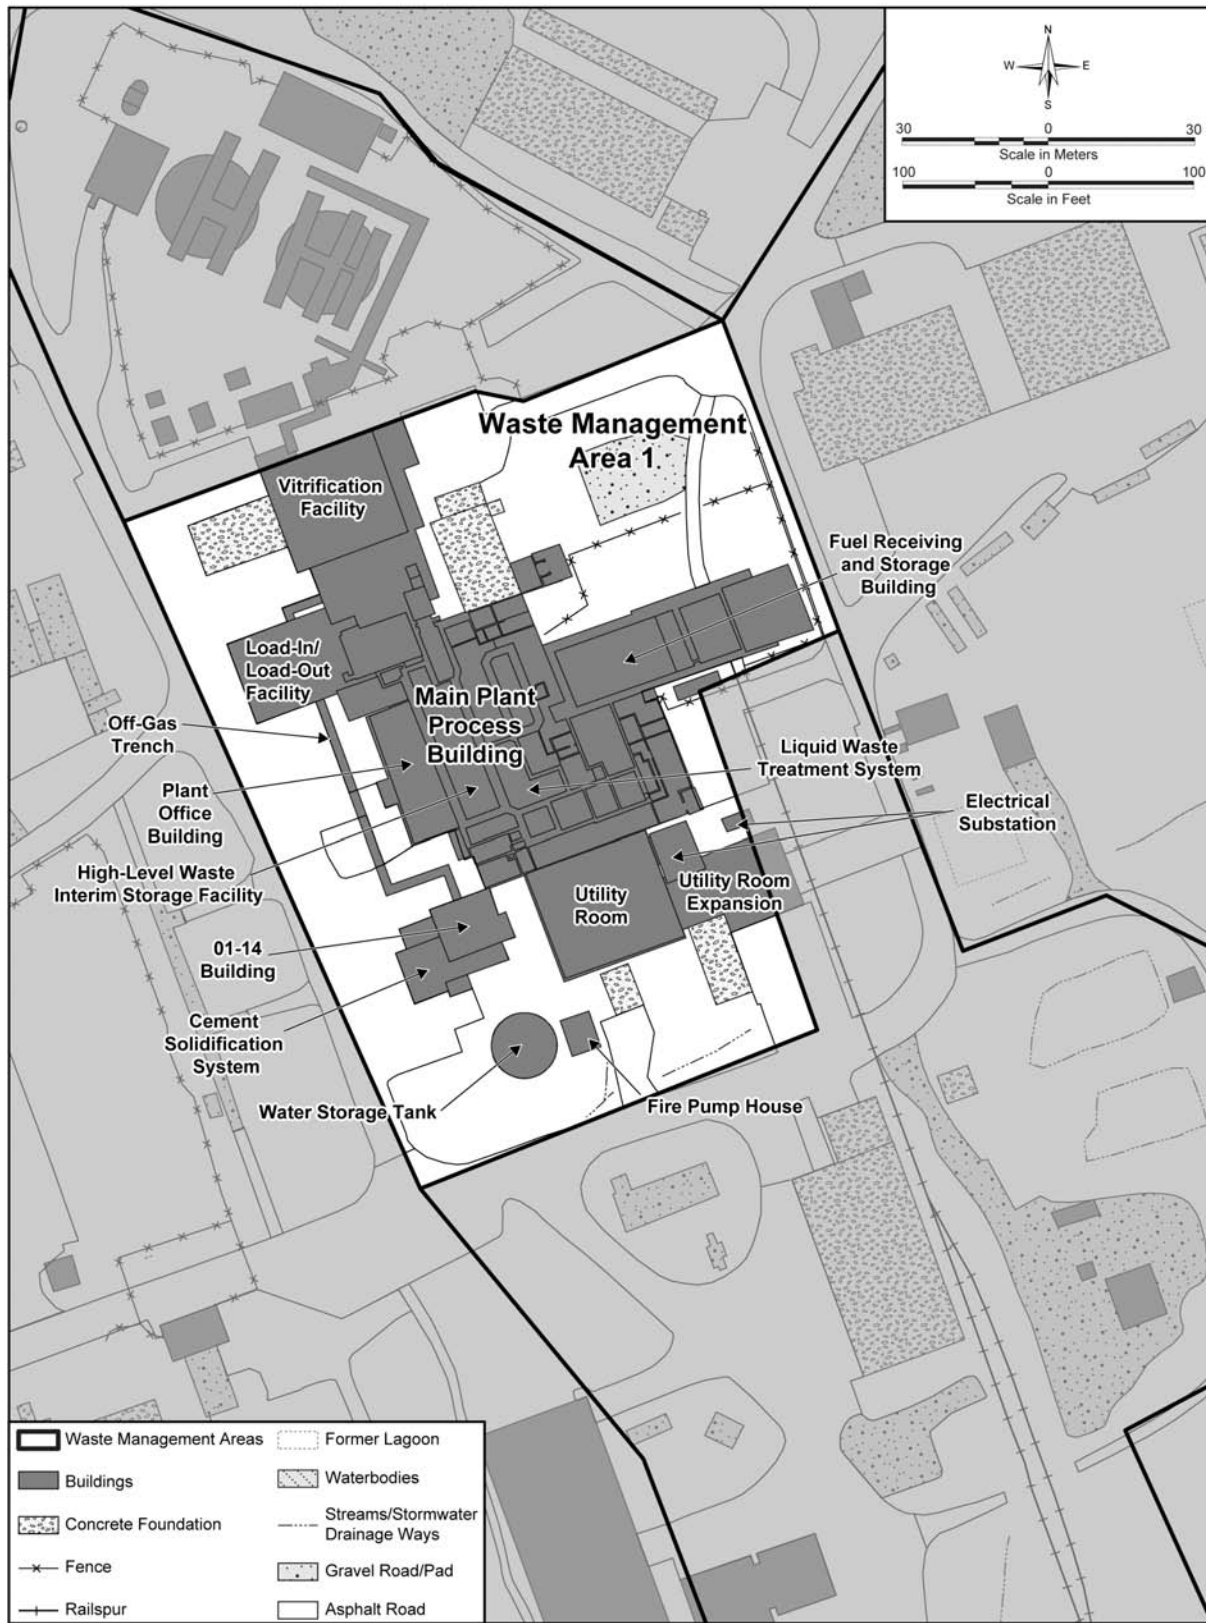 N
W E
S
30 0 30
Scale in Meters
100 0 100
Scale in Feet
Waste Management
Area 1
Vitrification
Facility
Fuel Receiving
and Storage
Building
Load-In/
Load-Out
Facility
Main Plant
Process
Building
Off-Gas
Trench
Liquid Waste
Treatment System
Plant
Office
Building
Electrical
Substation
High-Level Waste
Interim Storage Facility
Utility
Room
Utility Room
Expansion
01-14
Building
Cement
Solidification
System
Water Storage Tank
Fire Pump House
Waste Management Areas
Buildings
Concrete Foundation
Fence
Railspur
Former Lagoon
Waterbodies
Streams/Stormwater
Drainage Ways
Gravel Road/Pad
Asphalt Road